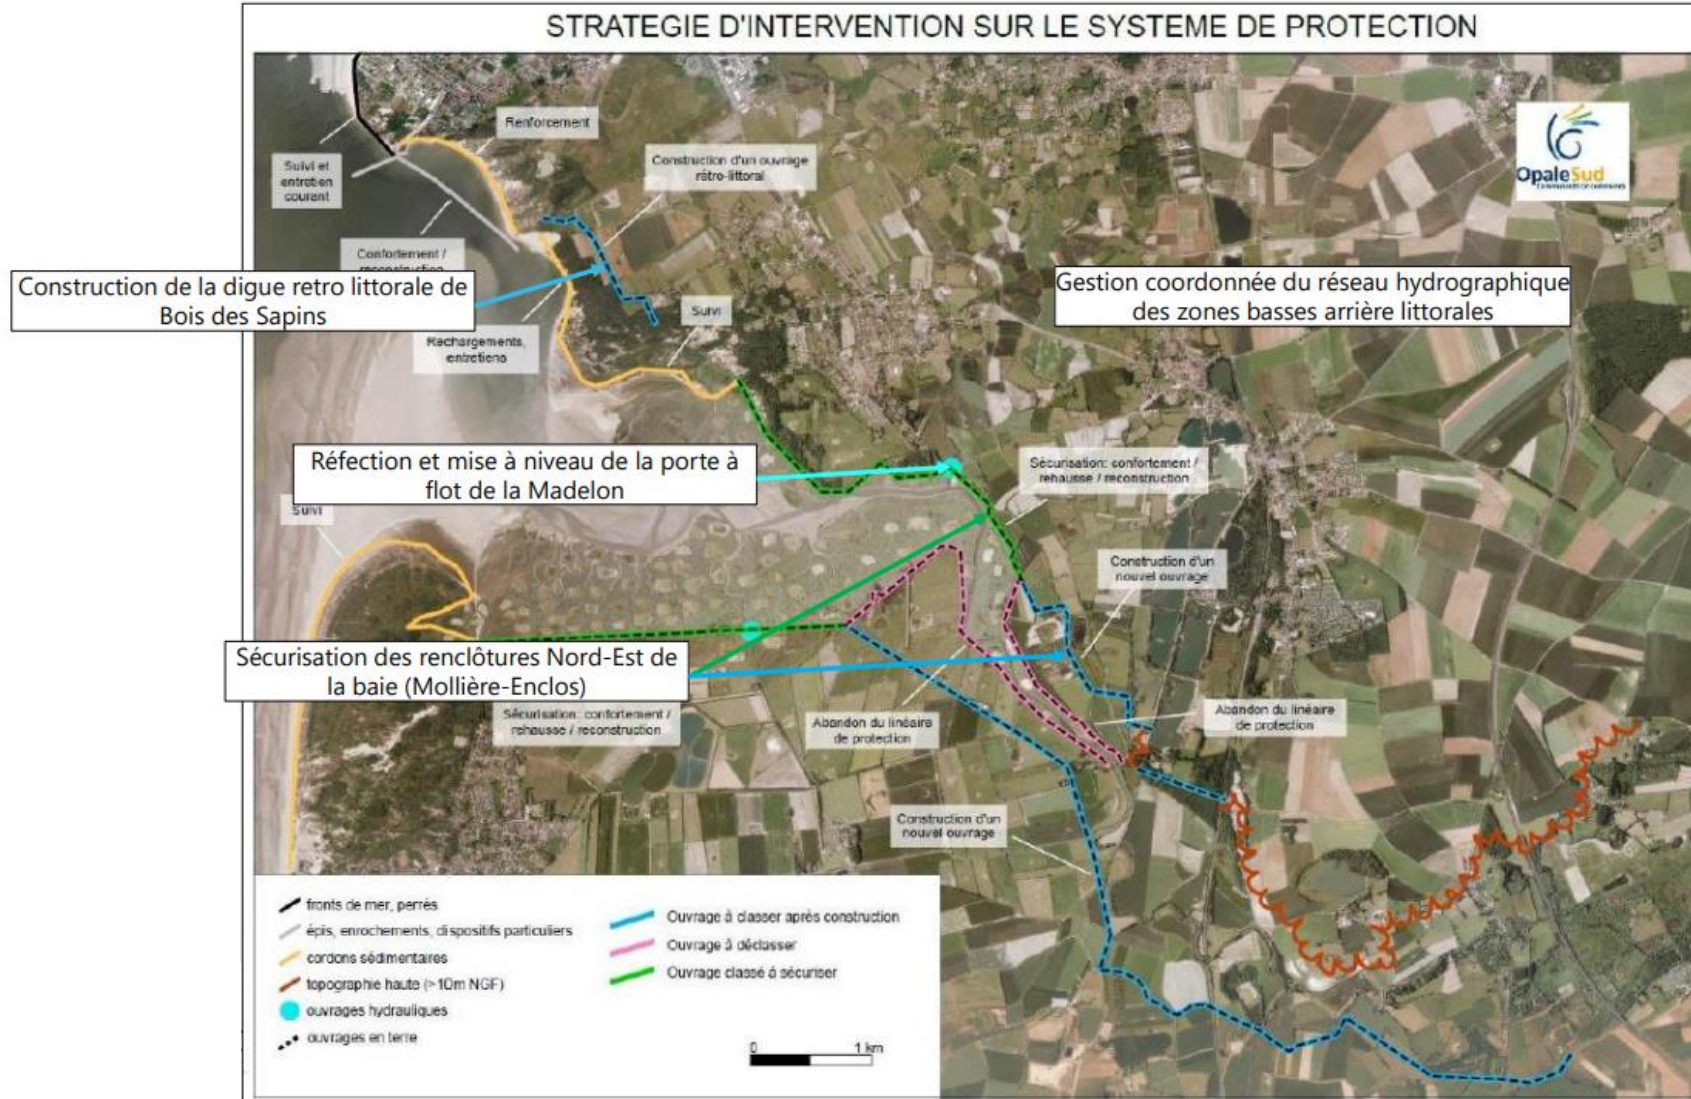 STRATEGIE D'INTERVENTION SUR LE SYSTEME DE PROTECTION
OpaleSud
Renforcement
Suivi et
entretien
courant
Construction d'un ouvrage
rétro-littoral
Confortement /
reconstruction
Construction de la digue retro littorale de
Bois des Sapins
Gestion coordonnée du réseau hydrographique
des zones basses arrière littorales
Suivi
Rechargements,
entretiens
Réfection et mise à niveau de la porte à
flot de la Madelon
Sécurisation: confortement /
rehausse / reconstruction
Suivi
Construction d'un
nouvel ouvrage
Sécurisation des renclôtures Nord-Est de
la baie (Mollière-Enclos)
Sécurisation: confortement /
rehausse / reconstruction
Abandon du linéaire
de protection
Abandon du linéaire
de protection
Construction d'un
nouvel ouvrage
fronts de mer, perrés
épis, enrochements, dispositifs particuliers
cordons sédimentaires
topographie haute (>10m NGF)
ouvrages hydrauliques
ouvrages en terre
Ouvrage à classer après construction
Ouvrage à déclasser
Ouvrage classé à sécuriser
0 1 km